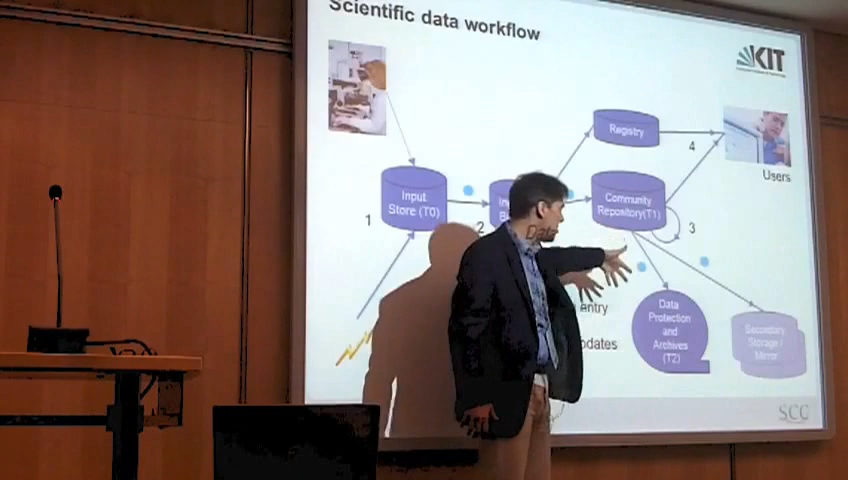 Scientific data workflow
KIT
Registry
4
Users
Input
Store (T0)
1
2
Community
Repository(T1)
3
Data
entry
Data
Protection
and
Archives
(T2)
Secondary
Storage /
Mirror
SCC